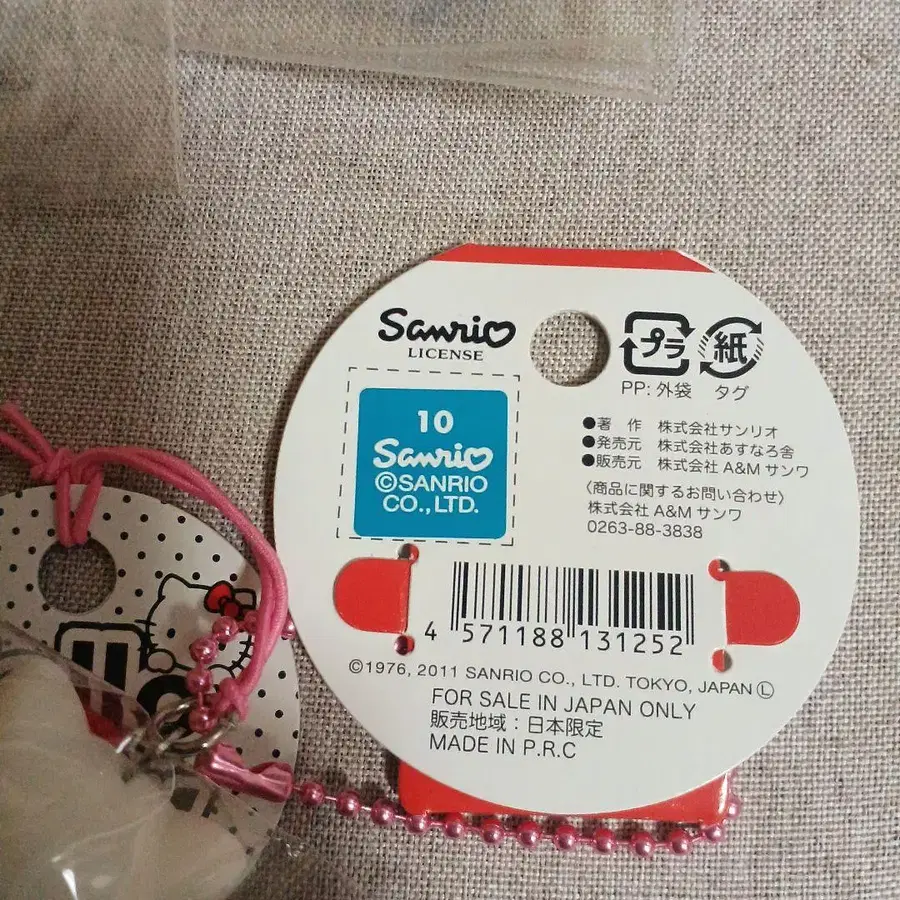 Sanrio
LICENSE
10
Sanrio
©SANRIO
CO.,LTD.
プラ 紙
PP: 外袋 タグ
●著 作 株式会社サンリオ
●発売元 株式会社あすなろ舎
●販売元 株式会社 A&M サンワ
〈商品に関するお問い合わせ〉
株式会社 A&M サンワ
0263-88-3838
4 571188 131252
©1976, 2011 SANRIO CO., LTD. TOKYO, JAPAN Ⓛ
FOR SALE IN JAPAN ONLY
販売地域：日本限定
MADE IN P.R.C